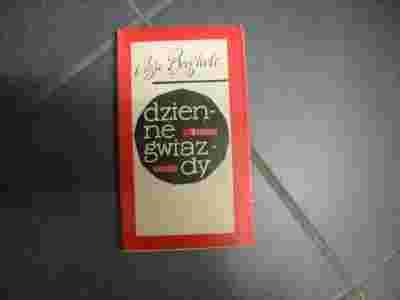 dzien-
ne
gwiaz-
dy